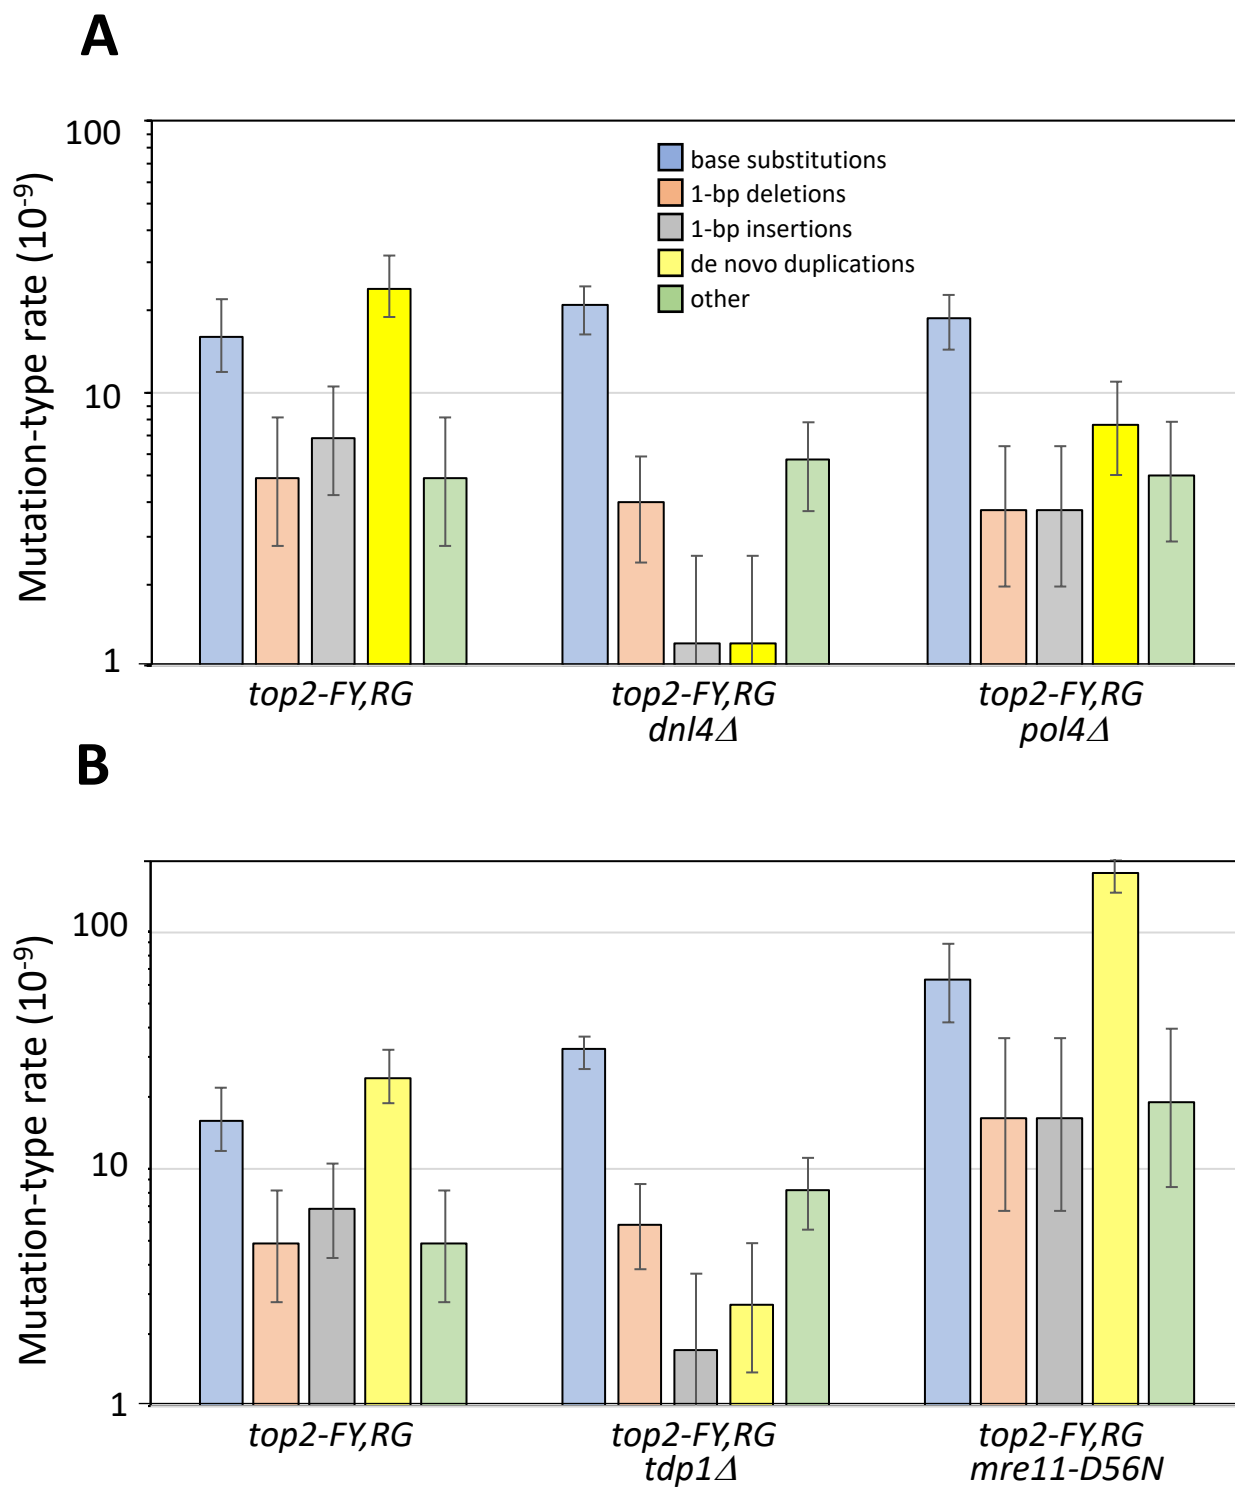 A
Mutation-type rate (10⁻⁹)
100
10
1
base substitutions
1-bp deletions
1-bp insertions
de novo duplications
other
top2-FY,RG
top2-FY,RG
dnl4Δ
top2-FY,RG
pol4Δ
B
Mutation-type rate (10⁻⁹)
100
10
1
top2-FY,RG
top2-FY,RG
tdp1Δ
top2-FY,RG
mre11-D56N